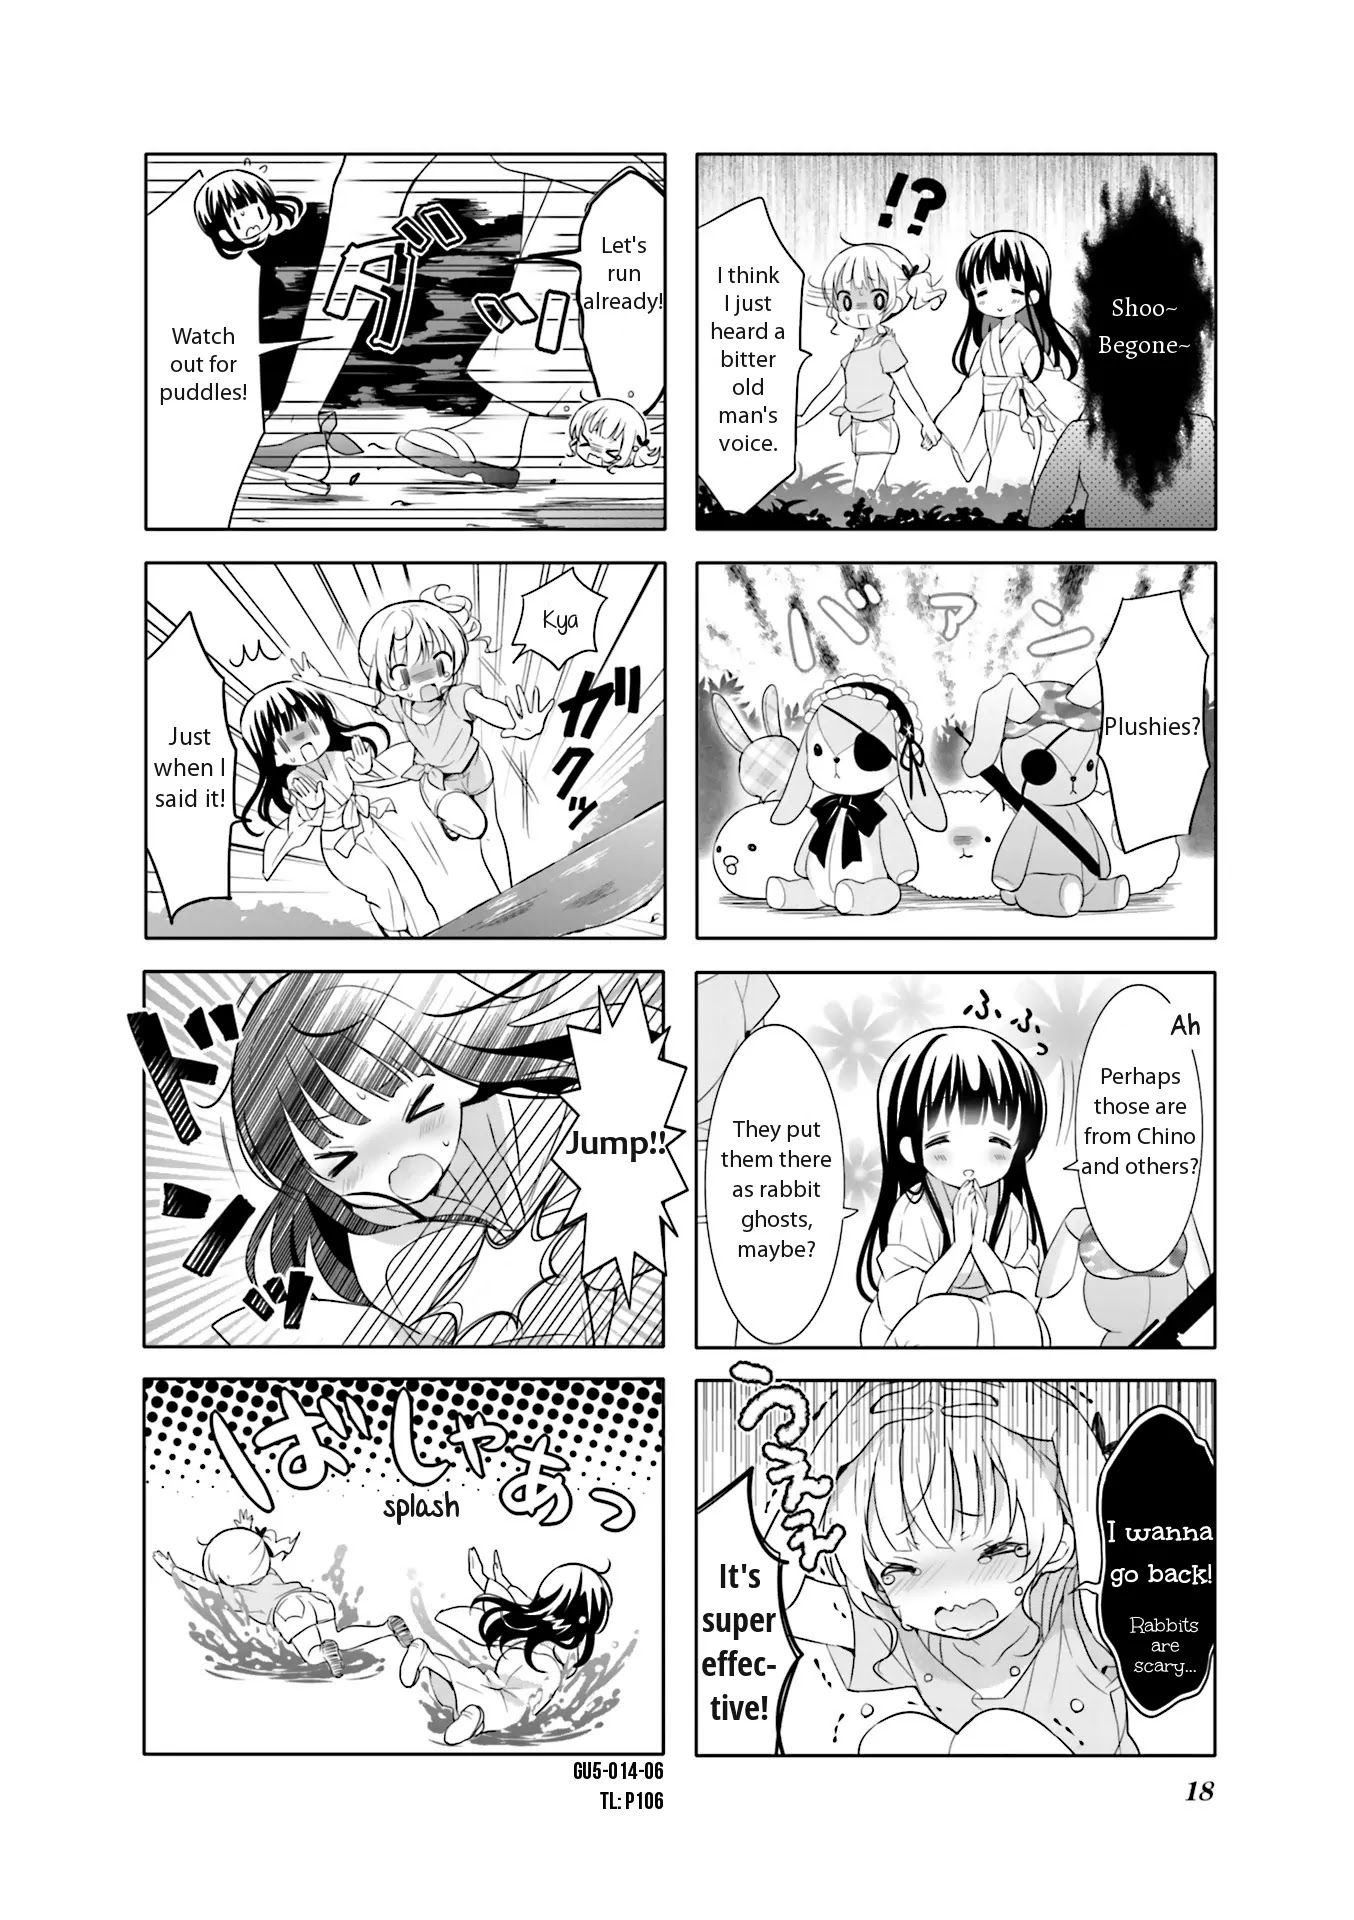 Shoo~
Begone~
!?
I think
I just
heard a
bitter
old
man's
voice.
バァン
Plushies?
Ah
Perhaps
those are
from Chino
and others?
ふふっ
They put
them there
as rabbit
ghosts,
maybe?
I wanna
go back!
Rabbits
are
scary...
うええぇ
It's
super
effec-
tive!
Let's
run
already!
Watch
out for
puddles!
Kya
ガクッ
Just
when I
said it!
Jump!!
ばしゃあっ
splash
GU5-014-06
TL: P106
18